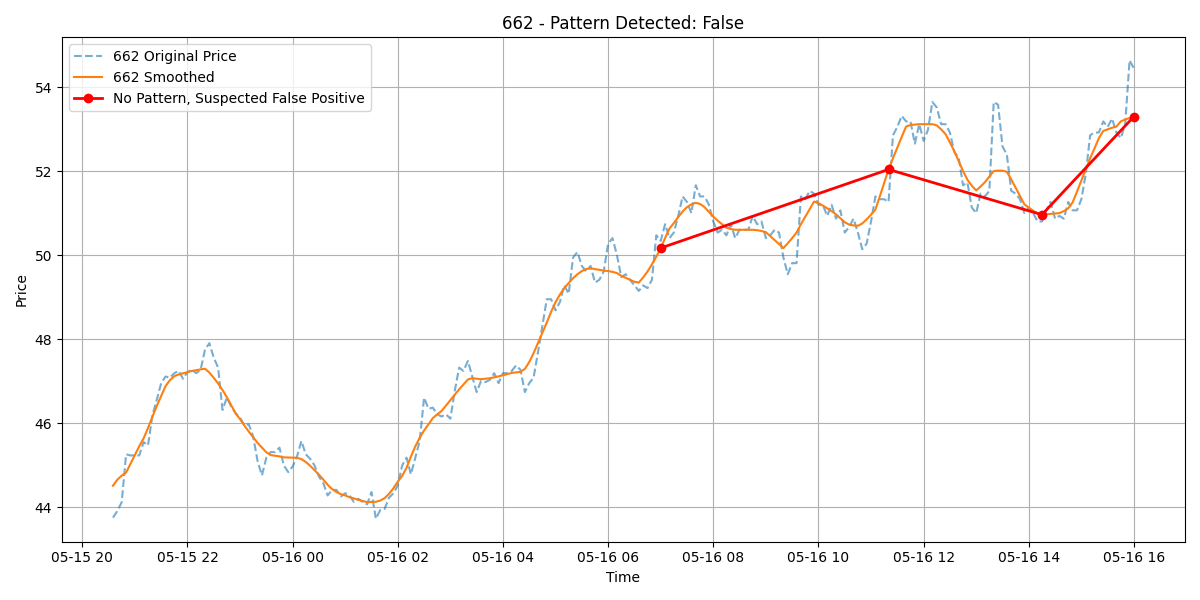 662 - Pattern Detected: False
662 Original Price
662 Smoothed
No Pattern, Suspected False Positive
Price
54
52
50
48
46
44
05-15 20 05-15 22 05-16 00 05-16 02 05-16 04 05-16 06 05-16 08 05-16 10 05-16 12 05-16 14 05-16 16
Time